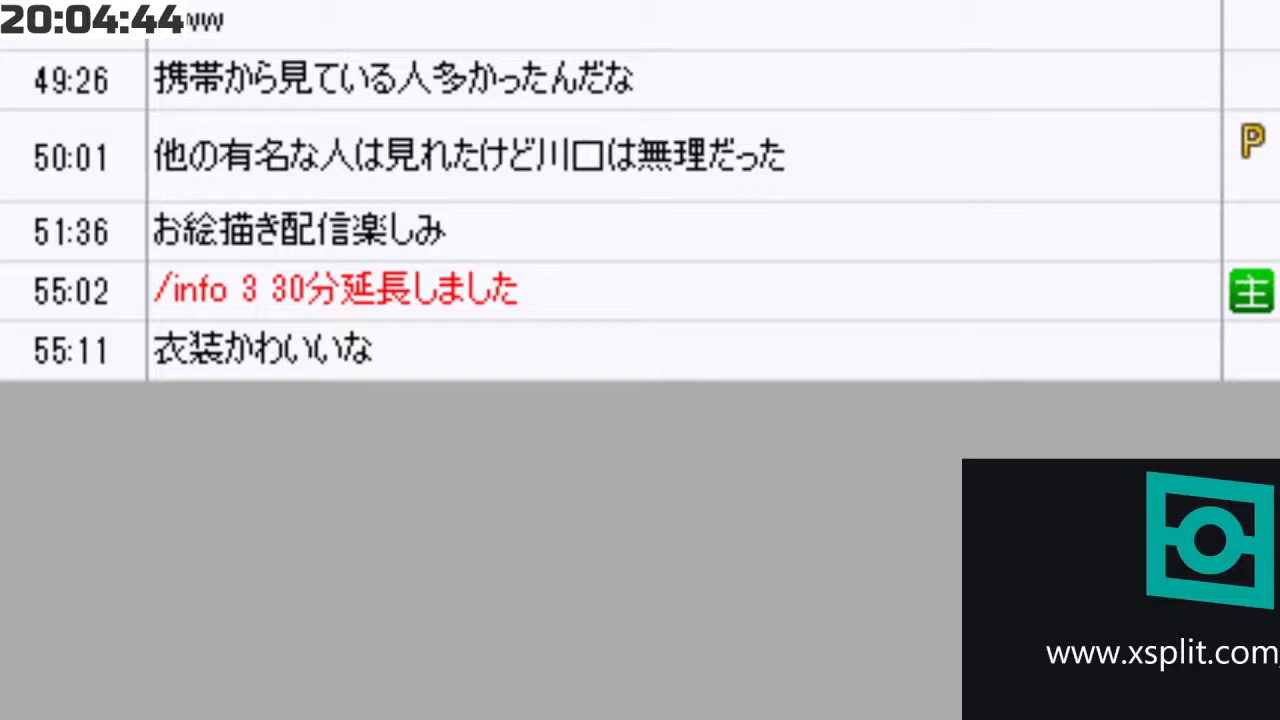 20:04:44
ww
49:26 携帯から見ている人多かったんだな
50:01 他の有名な人は見れたけど川口は無理だった P
51:36 お絵描き配信楽しみ
55:02 /info 3 30分延長しました 主
55:11 衣装かわいいな
www.xsplit.com